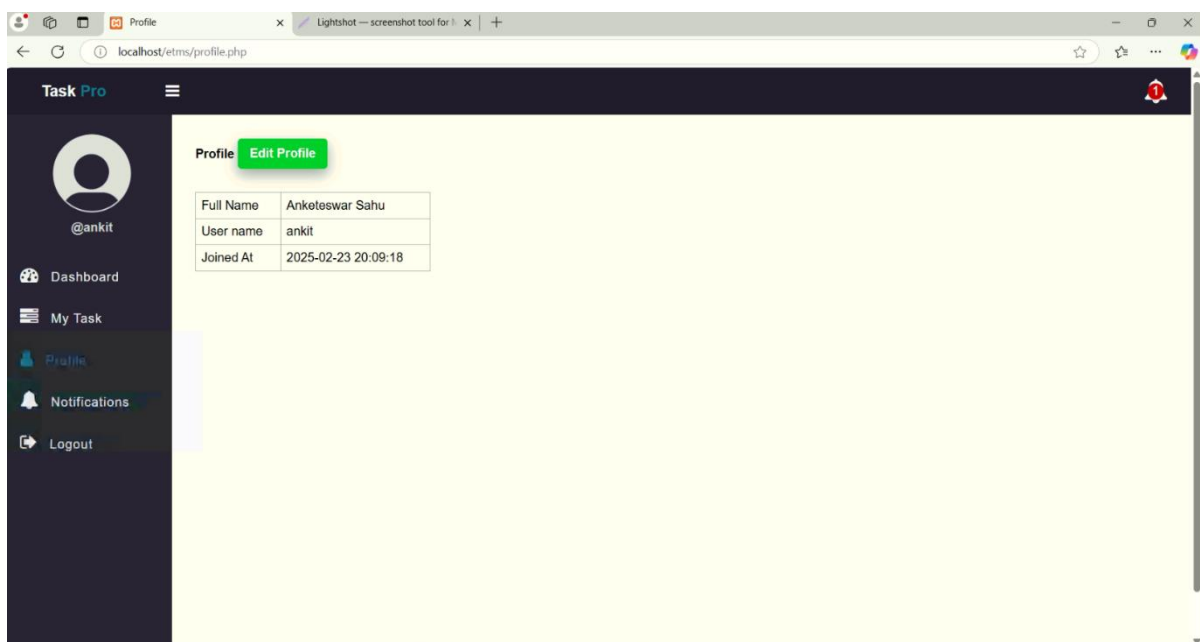 Profile
Lightshot — screenshot tool for
localhost/etms/profile.php
Task Pro
1
@ankit
Dashboard
My Task
Profile
Notifications
Logout
Profile Edit Profile
Full Name Anketeswar Sahu
User name ankit
Joined At 2025-02-23 20:09:18